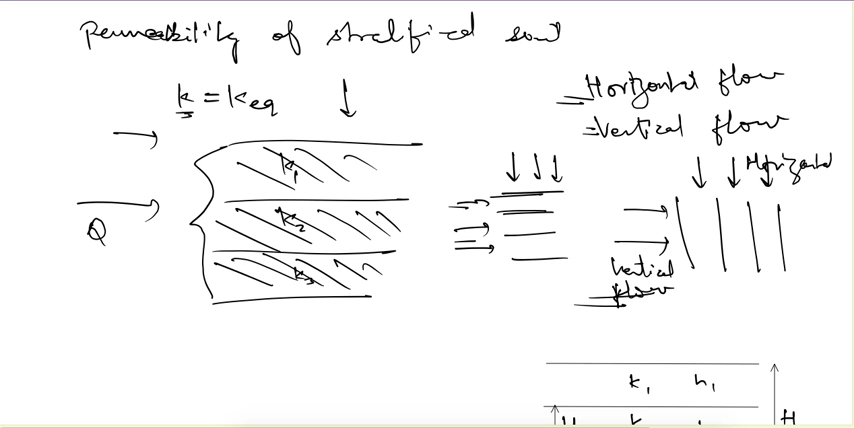 Permeability of stratified soil
k = keq
Horizontal flow
Vertical flow
k1
Horizontal
Q
k2
Vertical
flow
k3
k1 h1
H